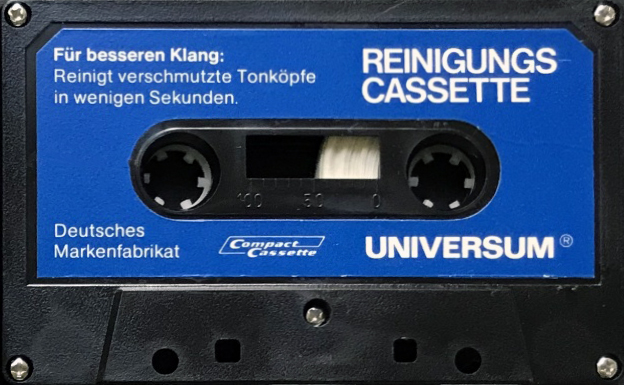 Für besseren Klang:
Reinigt verschmutzte Tonköpfe
in wenigen Sekunden.
REINIGUNGS
CASSETTE
100 50 0
Deutsches
Markenfabrikat
Compact
Cassette
UNIVERSUM®